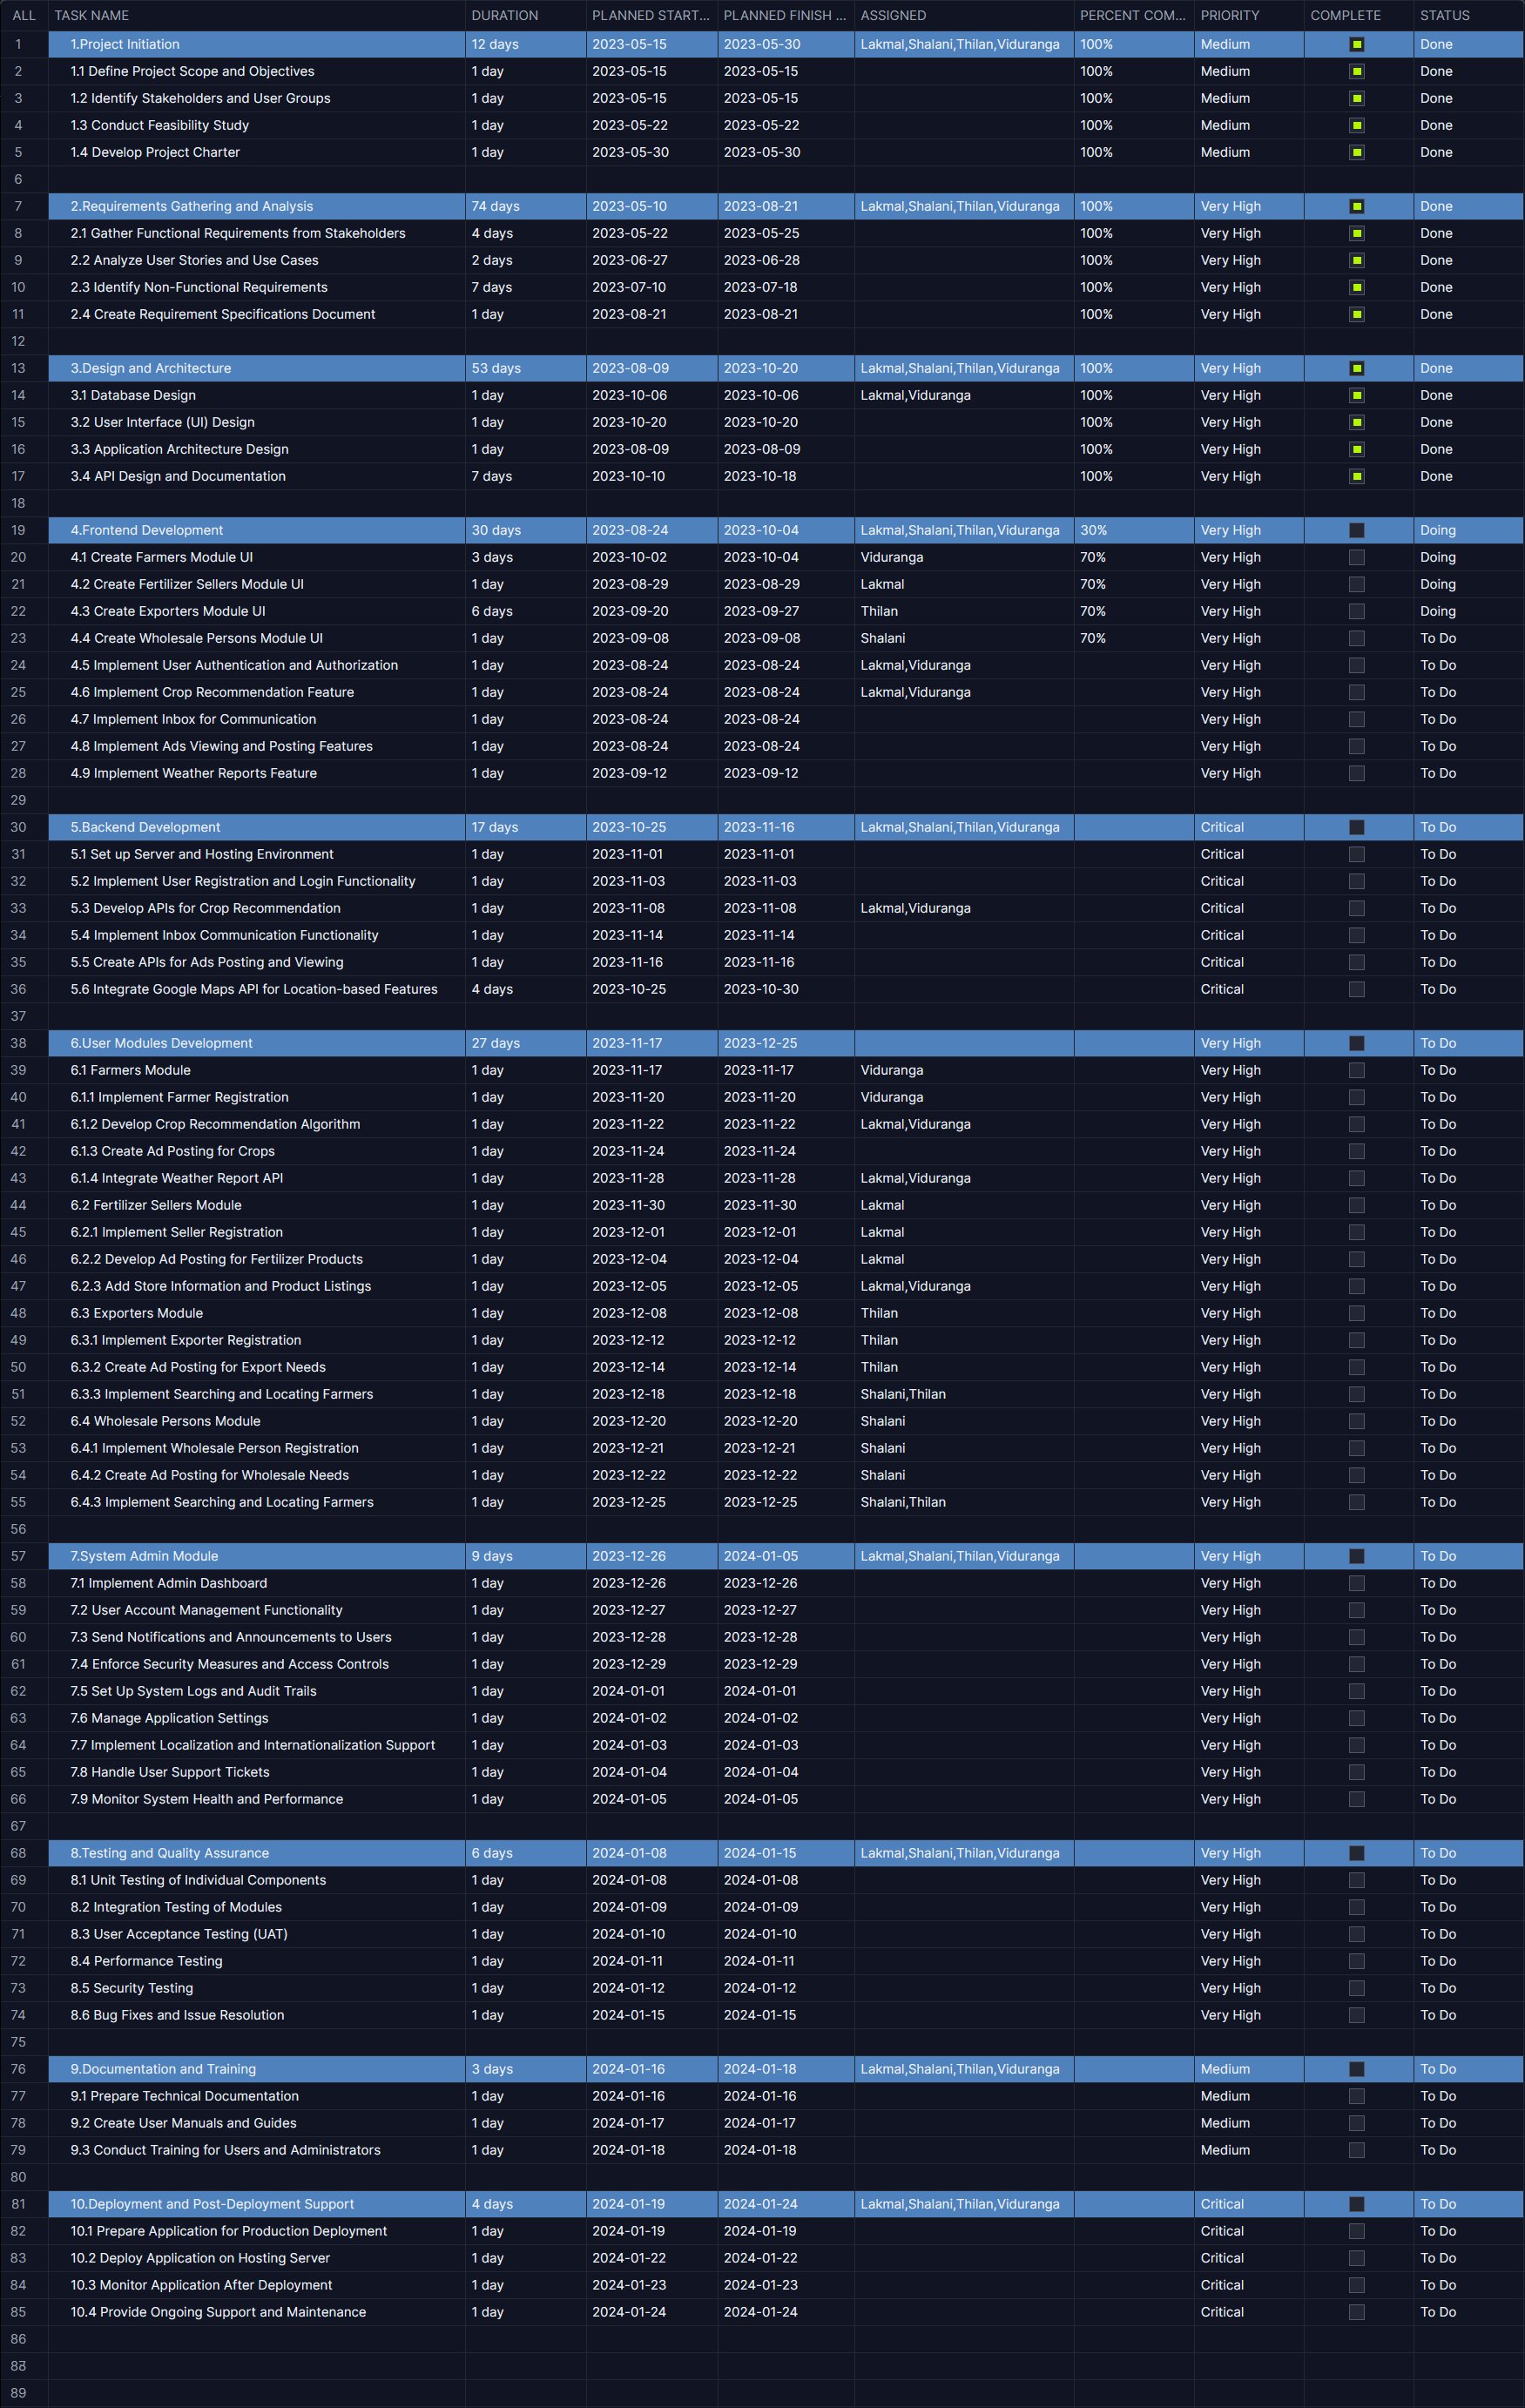 ALL TASK NAME DURATION PLANNED START... PLANNED FINISH ... ASSIGNED PERCENT COM... PRIORITY COMPLETE STATUS
1 1.Project Initiation 12 days 2023-05-15 2023-05-30 Lakmal,Shalani,Thilan,Viduranga 100% Medium Done
2 1.1 Define Project Scope and Objectives 1 day 2023-05-15 2023-05-15 100% Medium Done
3 1.2 Identify Stakeholders and User Groups 1 day 2023-05-15 2023-05-15 100% Medium Done
4 1.3 Conduct Feasibility Study 1 day 2023-05-22 2023-05-22 100% Medium Done
5 1.4 Develop Project Charter 1 day 2023-05-30 2023-05-30 100% Medium Done
6
7 2.Requirements Gathering and Analysis 74 days 2023-05-10 2023-08-21 Lakmal,Shalani,Thilan,Viduranga 100% Very High Done
8 2.1 Gather Functional Requirements from Stakeholders 4 days 2023-05-22 2023-05-25 100% Very High Done
9 2.2 Analyze User Stories and Use Cases 2 days 2023-06-27 2023-06-28 100% Very High Done
10 2.3 Identify Non-Functional Requirements 7 days 2023-07-10 2023-07-18 100% Very High Done
11 2.4 Create Requirement Specifications Document 1 day 2023-08-21 2023-08-21 100% Very High Done
12
13 3.Design and Architecture 53 days 2023-08-09 2023-10-20 Lakmal,Shalani,Thilan,Viduranga 100% Very High Done
14 3.1 Database Design 1 day 2023-10-06 2023-10-06 Lakmal,Viduranga 100% Very High Done
15 3.2 User Interface (UI) Design 1 day 2023-10-20 2023-10-20 100% Very High Done
16 3.3 Application Architecture Design 1 day 2023-08-09 2023-08-09 100% Very High Done
17 3.4 API Design and Documentation 7 days 2023-10-10 2023-10-18 100% Very High Done
18
19 4.Frontend Development 30 days 2023-08-24 2023-10-04 Lakmal,Shalani,Thilan,Viduranga 30% Very High Doing
20 4.1 Create Farmers Module UI 3 days 2023-10-02 2023-10-04 Viduranga 70% Very High Doing
21 4.2 Create Fertilizer Sellers Module UI 1 day 2023-08-29 2023-08-29 Lakmal 70% Very High Doing
22 4.3 Create Exporters Module UI 6 days 2023-09-20 2023-09-27 Thilan 70% Very High Doing
23 4.4 Create Wholesale Persons Module UI 1 day 2023-09-08 2023-09-08 Shalani 70% Very High To Do
24 4.5 Implement User Authentication and Authorization 1 day 2023-08-24 2023-08-24 Lakmal,Viduranga Very High To Do
25 4.6 Implement Crop Recommendation Feature 1 day 2023-08-24 2023-08-24 Lakmal,Viduranga Very High To Do
26 4.7 Implement Inbox for Communication 1 day 2023-08-24 2023-08-24 Very High To Do
27 4.8 Implement Ads Viewing and Posting Features 1 day 2023-08-24 2023-08-24 Very High To Do
28 4.9 Implement Weather Reports Feature 1 day 2023-09-12 2023-09-12 Very High To Do
29
30 5.Backend Development 17 days 2023-10-25 2023-11-16 Lakmal,Shalani,Thilan,Viduranga Critical To Do
31 5.1 Set up Server and Hosting Environment 1 day 2023-11-01 2023-11-01 Critical To Do
32 5.2 Implement User Registration and Login Functionality 1 day 2023-11-03 2023-11-03 Critical To Do
33 5.3 Develop APIs for Crop Recommendation 1 day 2023-11-08 2023-11-08 Lakmal,Viduranga Critical To Do
34 5.4 Implement Inbox Communication Functionality 1 day 2023-11-14 2023-11-14 Critical To Do
35 5.5 Create APIs for Ads Posting and Viewing 1 day 2023-11-16 2023-11-16 Critical To Do
36 5.6 Integrate Google Maps API for Location-based Features 4 days 2023-10-25 2023-10-30 Critical To Do
37
38 6.User Modules Development 27 days 2023-11-17 2023-12-25 Very High To Do
39 6.1 Farmers Module 1 day 2023-11-17 2023-11-17 Viduranga Very High To Do
40 6.1.1 Implement Farmer Registration 1 day 2023-11-20 2023-11-20 Viduranga Very High To Do
41 6.1.2 Develop Crop Recommendation Algorithm 1 day 2023-11-22 2023-11-22 Lakmal,Viduranga Very High To Do
42 6.1.3 Create Ad Posting for Crops 1 day 2023-11-24 2023-11-24 Very High To Do
43 6.1.4 Integrate Weather Report API 1 day 2023-11-28 2023-11-28 Lakmal,Viduranga Very High To Do
44 6.2 Fertilizer Sellers Module 1 day 2023-11-30 2023-11-30 Lakmal Very High To Do
45 6.2.1 Implement Seller Registration 1 day 2023-12-01 2023-12-01 Lakmal Very High To Do
46 6.2.2 Develop Ad Posting for Fertilizer Products 1 day 2023-12-04 2023-12-04 Lakmal Very High To Do
47 6.2.3 Add Store Information and Product Listings 1 day 2023-12-05 2023-12-05 Lakmal,Viduranga Very High To Do
48 6.3 Exporters Module 1 day 2023-12-08 2023-12-08 Thilan Very High To Do
49 6.3.1 Implement Exporter Registration 1 day 2023-12-12 2023-12-12 Thilan Very High To Do
50 6.3.2 Create Ad Posting for Export Needs 1 day 2023-12-14 2023-12-14 Thilan Very High To Do
51 6.3.3 Implement Searching and Locating Farmers 1 day 2023-12-18 2023-12-18 Shalani,Thilan Very High To Do
52 6.4 Wholesale Persons Module 1 day 2023-12-20 2023-12-20 Shalani Very High To Do
53 6.4.1 Implement Wholesale Person Registration 1 day 2023-12-21 2023-12-21 Shalani Very High To Do
54 6.4.2 Create Ad Posting for Wholesale Needs 1 day 2023-12-22 2023-12-22 Shalani Very High To Do
55 6.4.3 Implement Searching and Locating Farmers 1 day 2023-12-25 2023-12-25 Shalani,Thilan Very High To Do
56
57 7.System Admin Module 9 days 2023-12-26 2024-01-05 Lakmal,Shalani,Thilan,Viduranga Very High To Do
58 7.1 Implement Admin Dashboard 1 day 2023-12-26 2023-12-26 Very High To Do
59 7.2 User Account Management Functionality 1 day 2023-12-27 2023-12-27 Very High To Do
60 7.3 Send Notifications and Announcements to Users 1 day 2023-12-28 2023-12-28 Very High To Do
61 7.4 Enforce Security Measures and Access Controls 1 day 2023-12-29 2023-12-29 Very High To Do
62 7.5 Set Up System Logs and Audit Trails 1 day 2024-01-01 2024-01-01 Very High To Do
63 7.6 Manage Application Settings 1 day 2024-01-02 2024-01-02 Very High To Do
64 7.7 Implement Localization and Internationalization Support 1 day 2024-01-03 2024-01-03 Very High To Do
65 7.8 Handle User Support Tickets 1 day 2024-01-04 2024-01-04 Very High To Do
66 7.9 Monitor System Health and Performance 1 day 2024-01-05 2024-01-05 Very High To Do
67
68 8.Testing and Quality Assurance 6 days 2024-01-08 2024-01-15 Lakmal,Shalani,Thilan,Viduranga Very High To Do
69 8.1 Unit Testing of Individual Components 1 day 2024-01-08 2024-01-08 Very High To Do
70 8.2 Integration Testing of Modules 1 day 2024-01-09 2024-01-09 Very High To Do
71 8.3 User Acceptance Testing (UAT) 1 day 2024-01-10 2024-01-10 Very High To Do
72 8.4 Performance Testing 1 day 2024-01-11 2024-01-11 Very High To Do
73 8.5 Security Testing 1 day 2024-01-12 2024-01-12 Very High To Do
74 8.6 Bug Fixes and Issue Resolution 1 day 2024-01-15 2024-01-15 Very High To Do
75
76 9.Documentation and Training 3 days 2024-01-16 2024-01-18 Lakmal,Shalani,Thilan,Viduranga Medium To Do
77 9.1 Prepare Technical Documentation 1 day 2024-01-16 2024-01-16 Medium To Do
78 9.2 Create User Manuals and Guides 1 day 2024-01-17 2024-01-17 Medium To Do
79 9.3 Conduct Training for Users and Administrators 1 day 2024-01-18 2024-01-18 Medium To Do
80
81 10.Deployment and Post-Deployment Support 4 days 2024-01-19 2024-01-24 Lakmal,Shalani,Thilan,Viduranga Critical To Do
82 10.1 Prepare Application for Production Deployment 1 day 2024-01-19 2024-01-19 Critical To Do
83 10.2 Deploy Application on Hosting Server 1 day 2024-01-22 2024-01-22 Critical To Do
84 10.3 Monitor Application After Deployment 1 day 2024-01-23 2024-01-23 Critical To Do
85 10.4 Provide Ongoing Support and Maintenance 1 day 2024-01-24 2024-01-24 Critical To Do
86
89